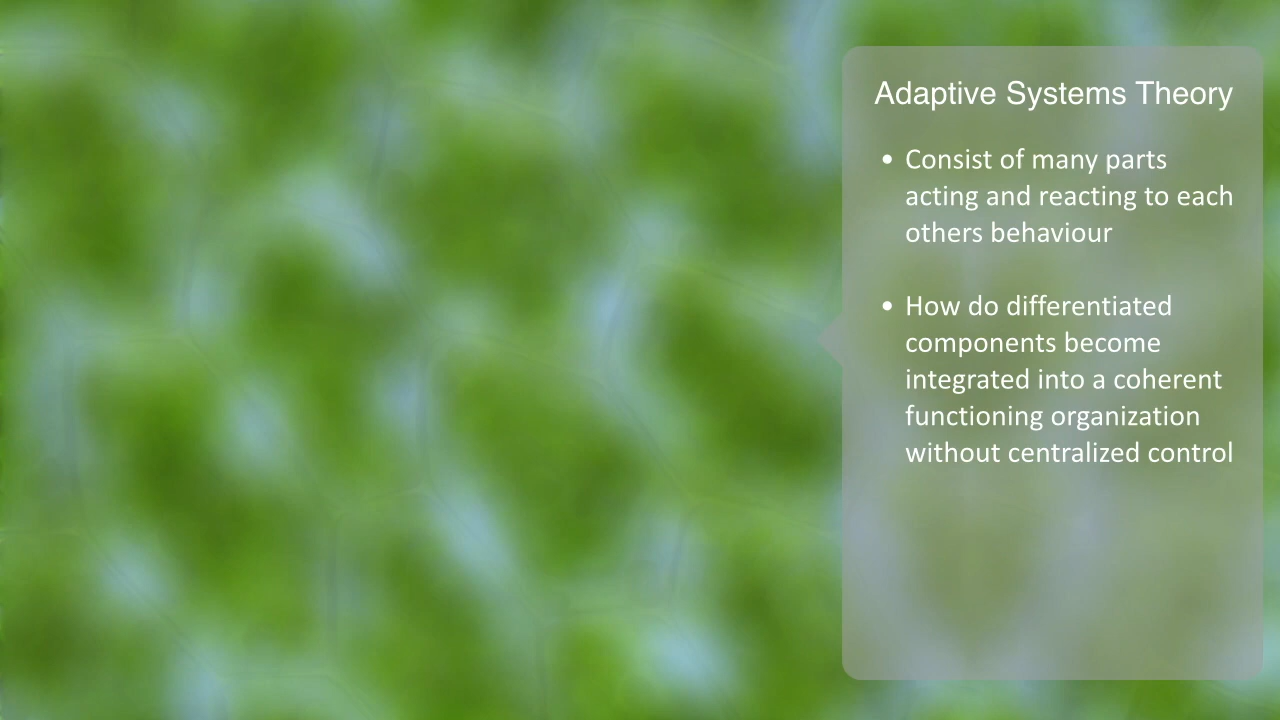 Adaptive Systems Theory
• Consist of many parts
acting and reacting to each
others behaviour
• How do differentiated
components become
integrated into a coherent
functioning organization
without centralized control